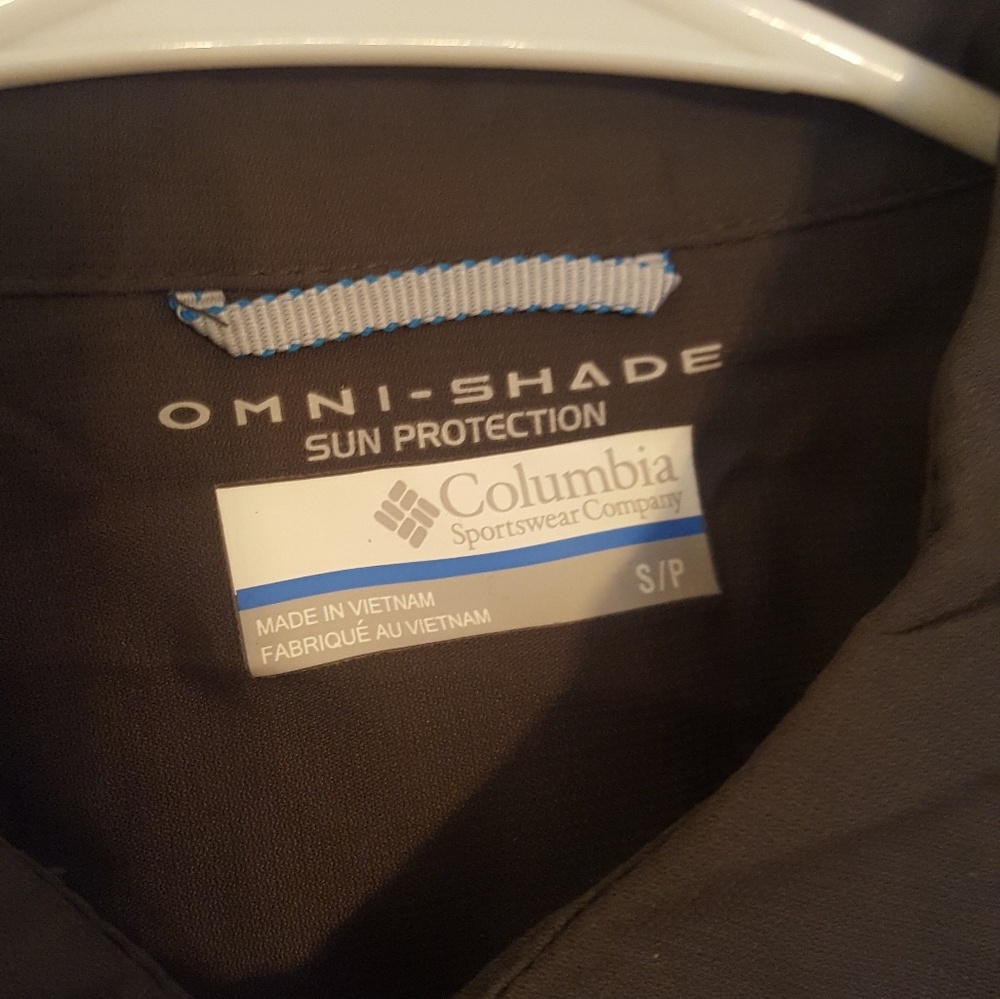 OMNI-SHADE
SUN PROTECTION
Columbia
Sportswear Company
S/P
MADE IN VIETNAM
FABRIQUÉ AU VIETNAM